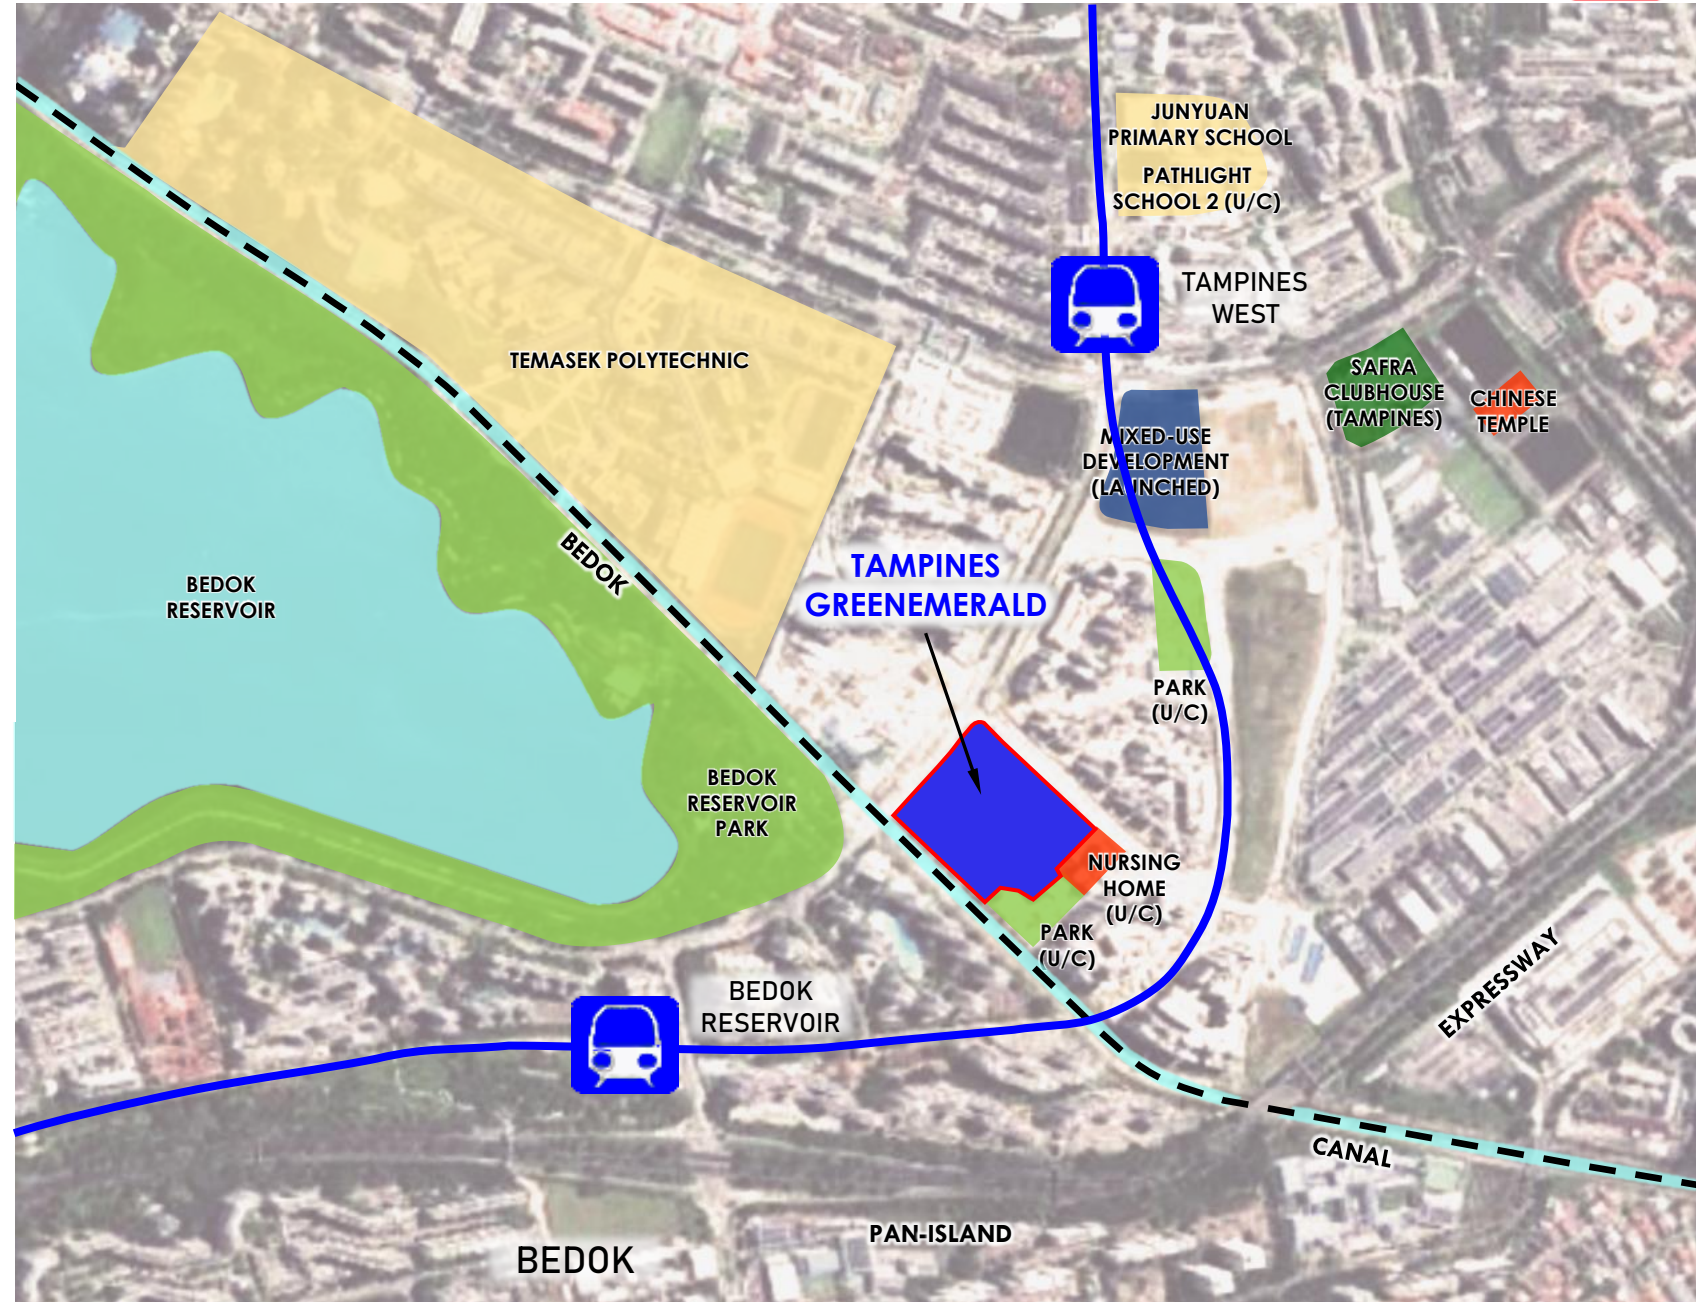 JUNYUAN
PRIMARY SCHOOL
PATHLIGHT
SCHOOL 2 (U/C)
TAMPINES
WEST
TEMASEK POLYTECHNIC
SAFRA
CLUBHOUSE
(TAMPINES)
CHINESE
TEMPLE
MIXED-USE
DEVELOPMENT
(LAUNCHED)
BEDOK
TAMPINES
GREENEMERALD
BEDOK
RESERVOIR
PARK
(U/C)
BEDOK
RESERVOIR
PARK
NURSING
HOME
(U/C)
PARK
(U/C)
BEDOK
RESERVOIR
EXPRESSWAY
CANAL
PAN-ISLAND
BEDOK